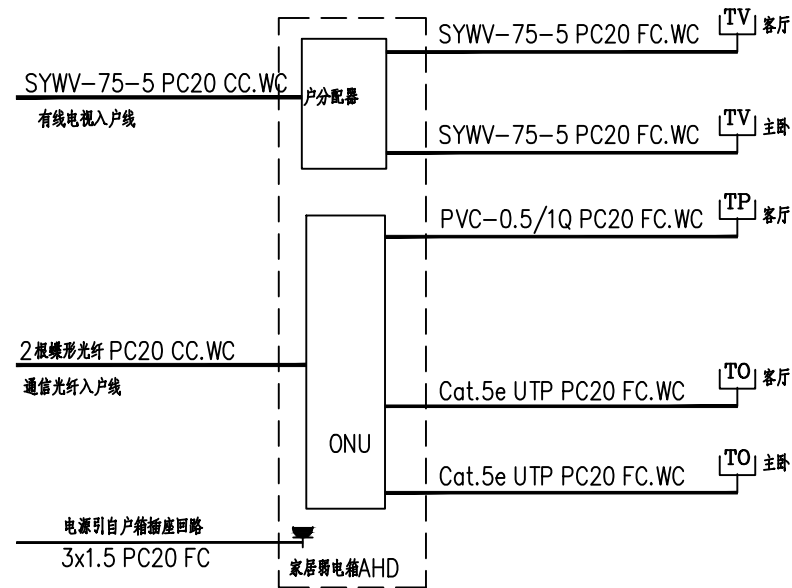 SYWV-75-5 PC20 CC.WC
有线电视入户线
户分配器
SYWV-75-5 PC20 FC.WC
TV 客厅
SYWV-75-5 PC20 FC.WC
TV 主卧
PVC-0.5/1Q PC20 FC.WC
TP 客厅
2根蝶形光纤 PC20 CC.WC
通信光纤入户线
ONU
Cat.5e UTP PC20 FC.WC
TO 客厅
Cat.5e UTP PC20 FC.WC
TO 主卧
电源引自户箱插座回路
3x1.5 PC20 FC
家居弱电箱AHD